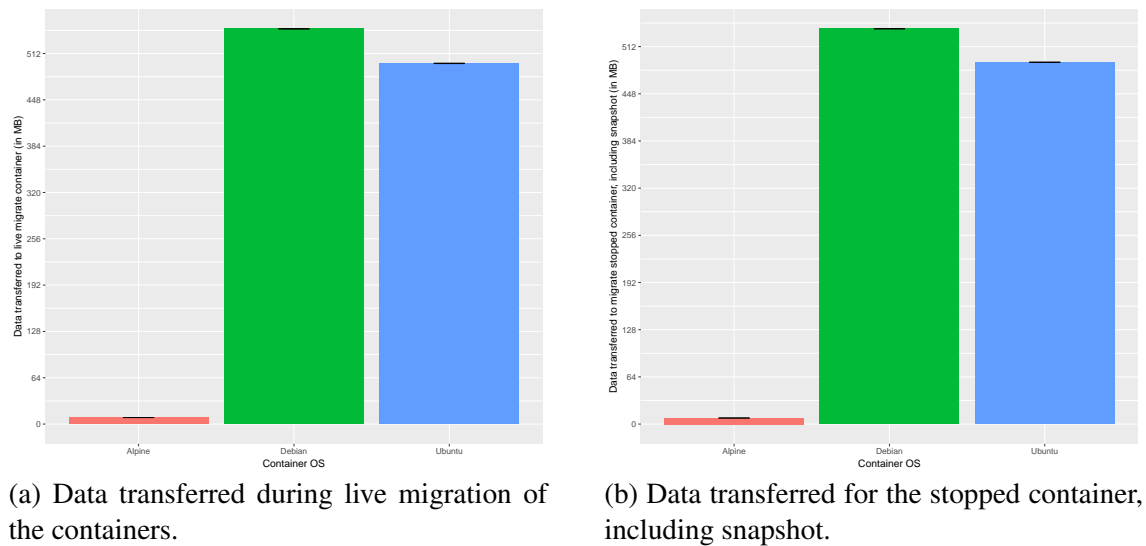 Data transferred to live migrate container (in MB)
512
448
384
320
256
192
128
64
0
Alpine Debian Ubuntu
Container OS
(a) Data transferred during live migration of
the containers.
Data transferred to migrate stopped container, including snapshot (in MB)
512
448
384
320
256
192
128
64
0
Alpine Debian Ubuntu
Container OS
(b) Data transferred for the stopped container,
including snapshot.